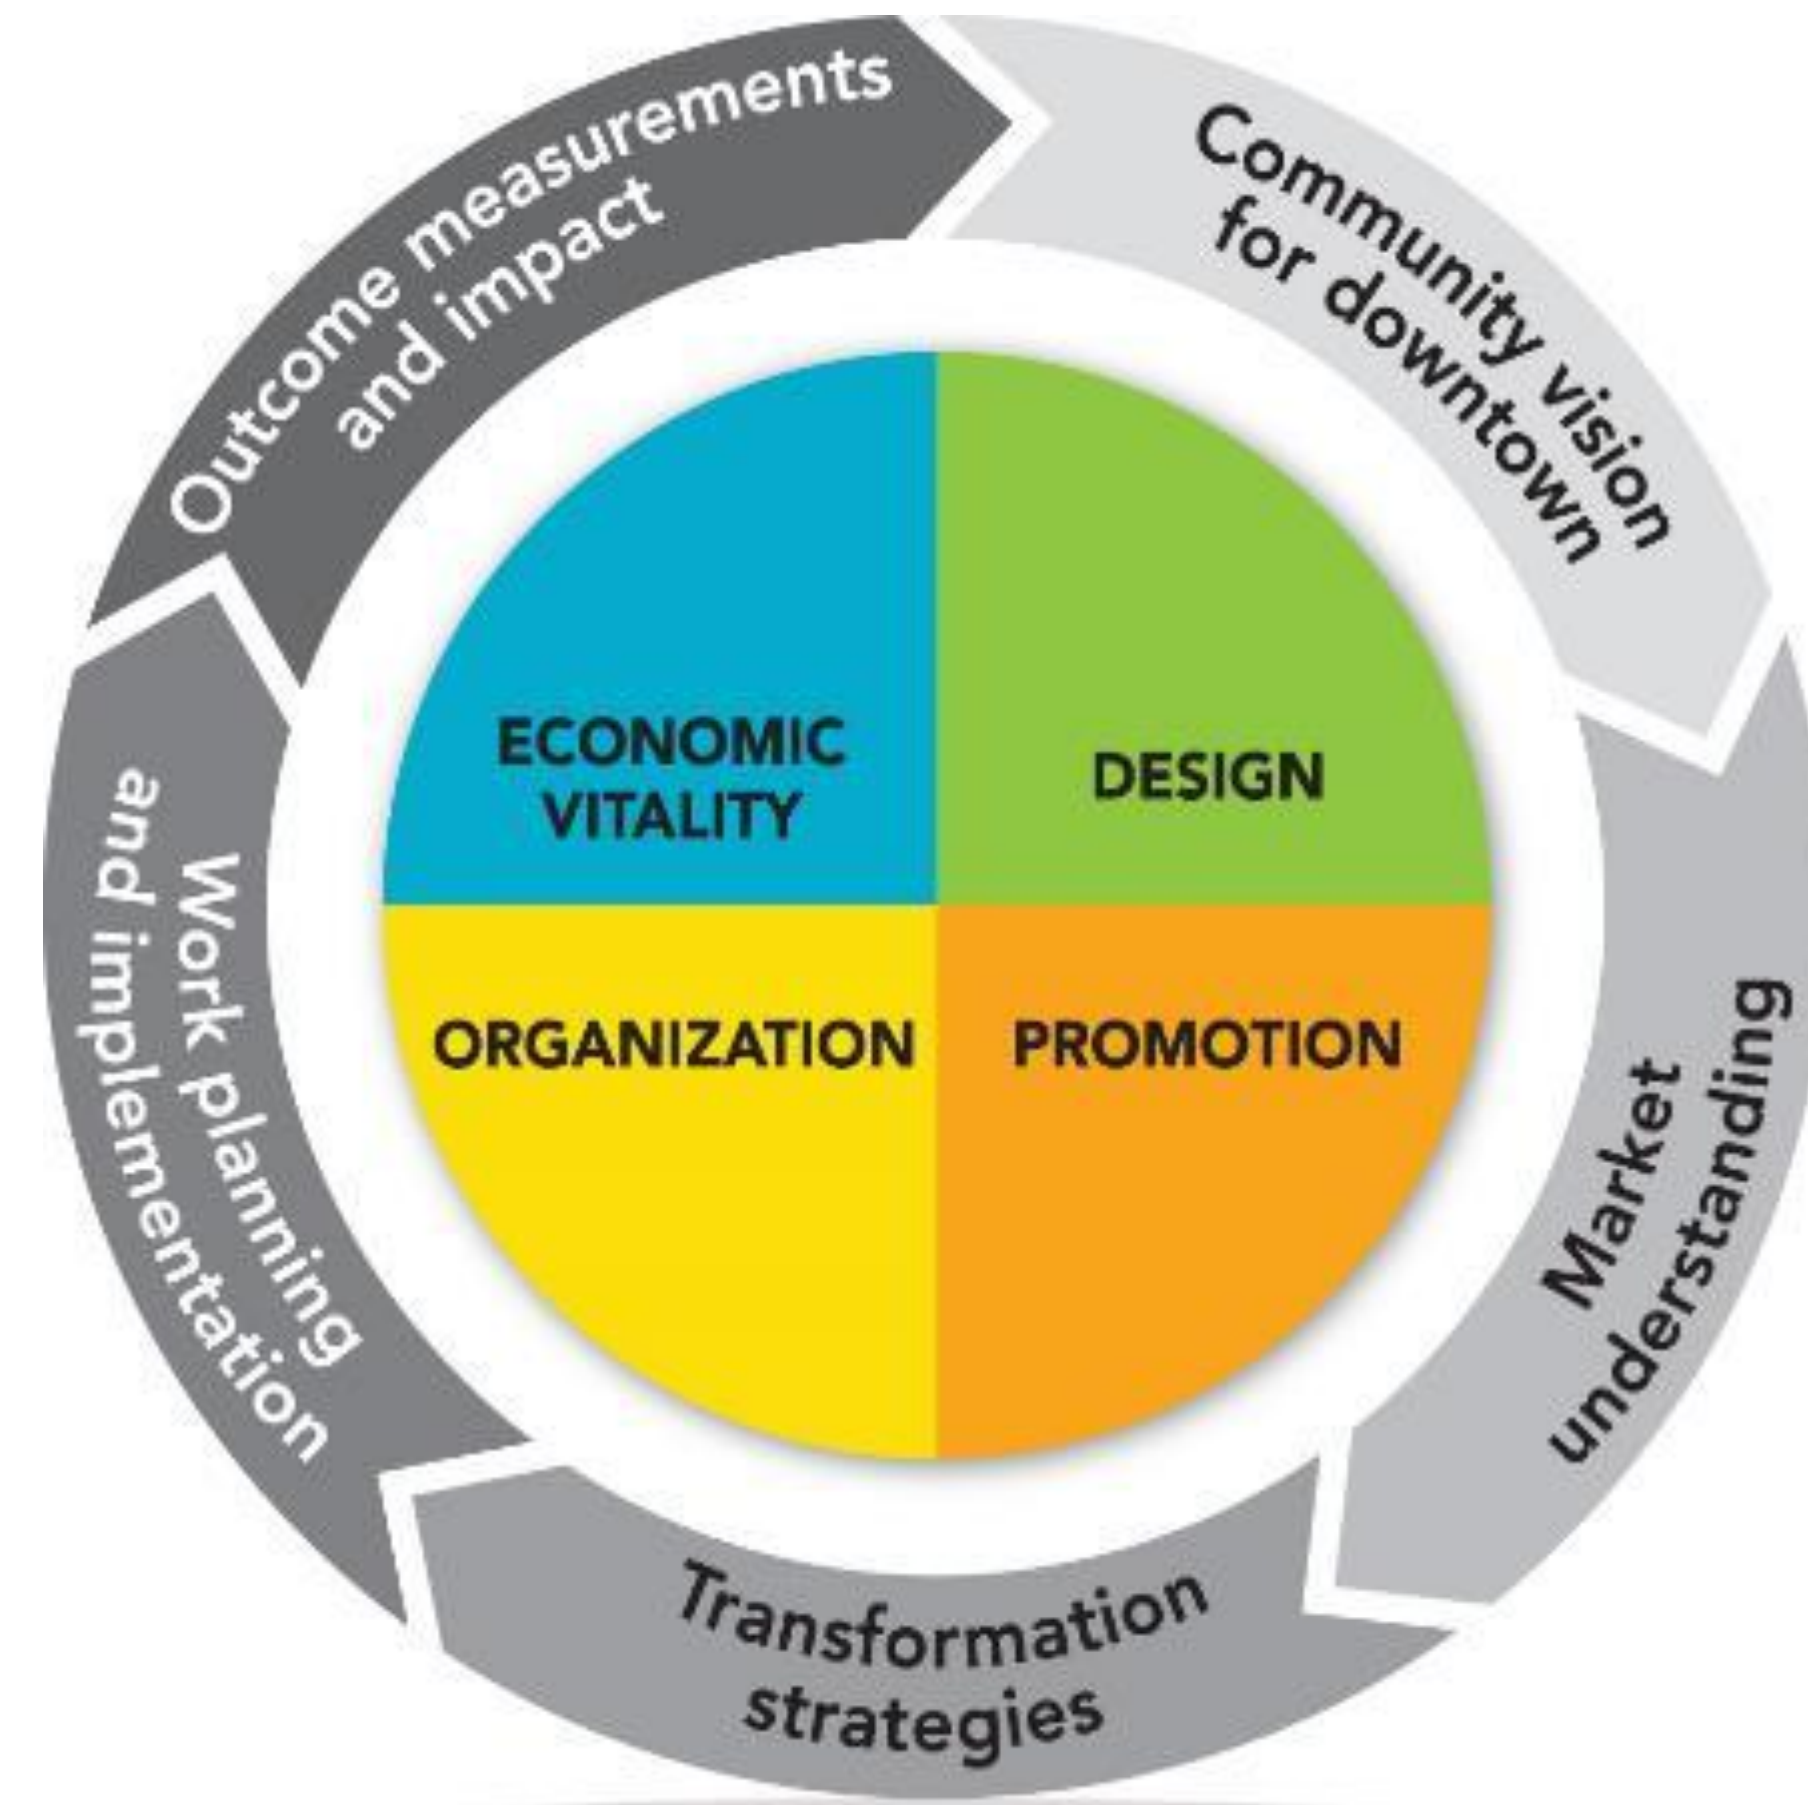 Outcome measurements
and impact
Community vision
for downtown
Market
understanding
Transformation
strategies
Work planning
and implementation
ECONOMIC
VITALITY
DESIGN
ORGANIZATION
PROMOTION